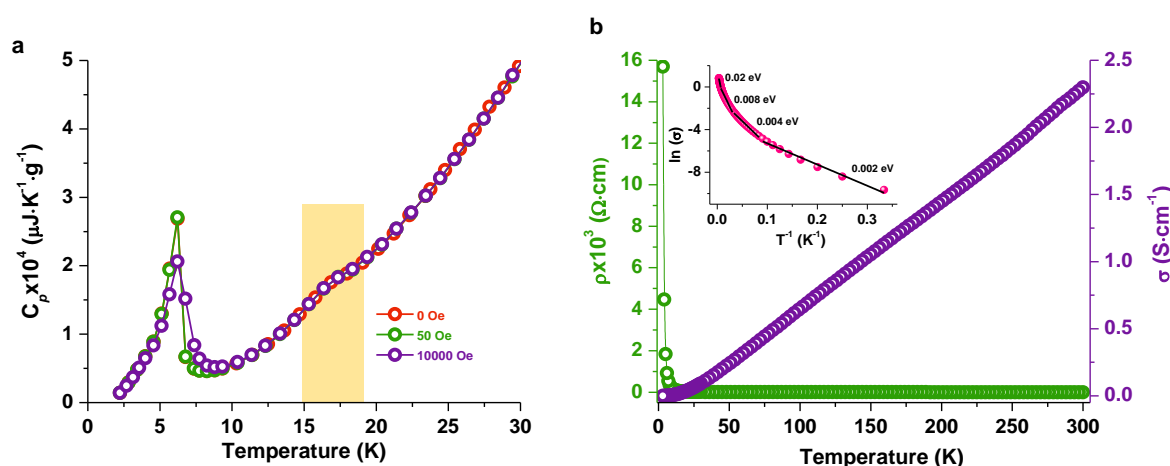 a
5
4
3
2
1
0
C_p x10⁴ (µJ·K⁻¹·g⁻¹)
0 Oe
50 Oe
10000 Oe
0 5 10 15 20 25 30
Temperature (K)
b
16
14
12
10
8
6
4
2
0
ρx10³ (Ω·cm)
0.02 eV
0.008 eV
0.004 eV
0.002 eV
0
-4
-8
ln (σ)
0.0 0.1 0.2 0.3
T⁻¹ (K⁻¹)
2.5
2.0
1.5
1.0
0.5
0.0
σ (S·cm⁻¹)
0 50 100 150 200 250 300
Temperature (K)